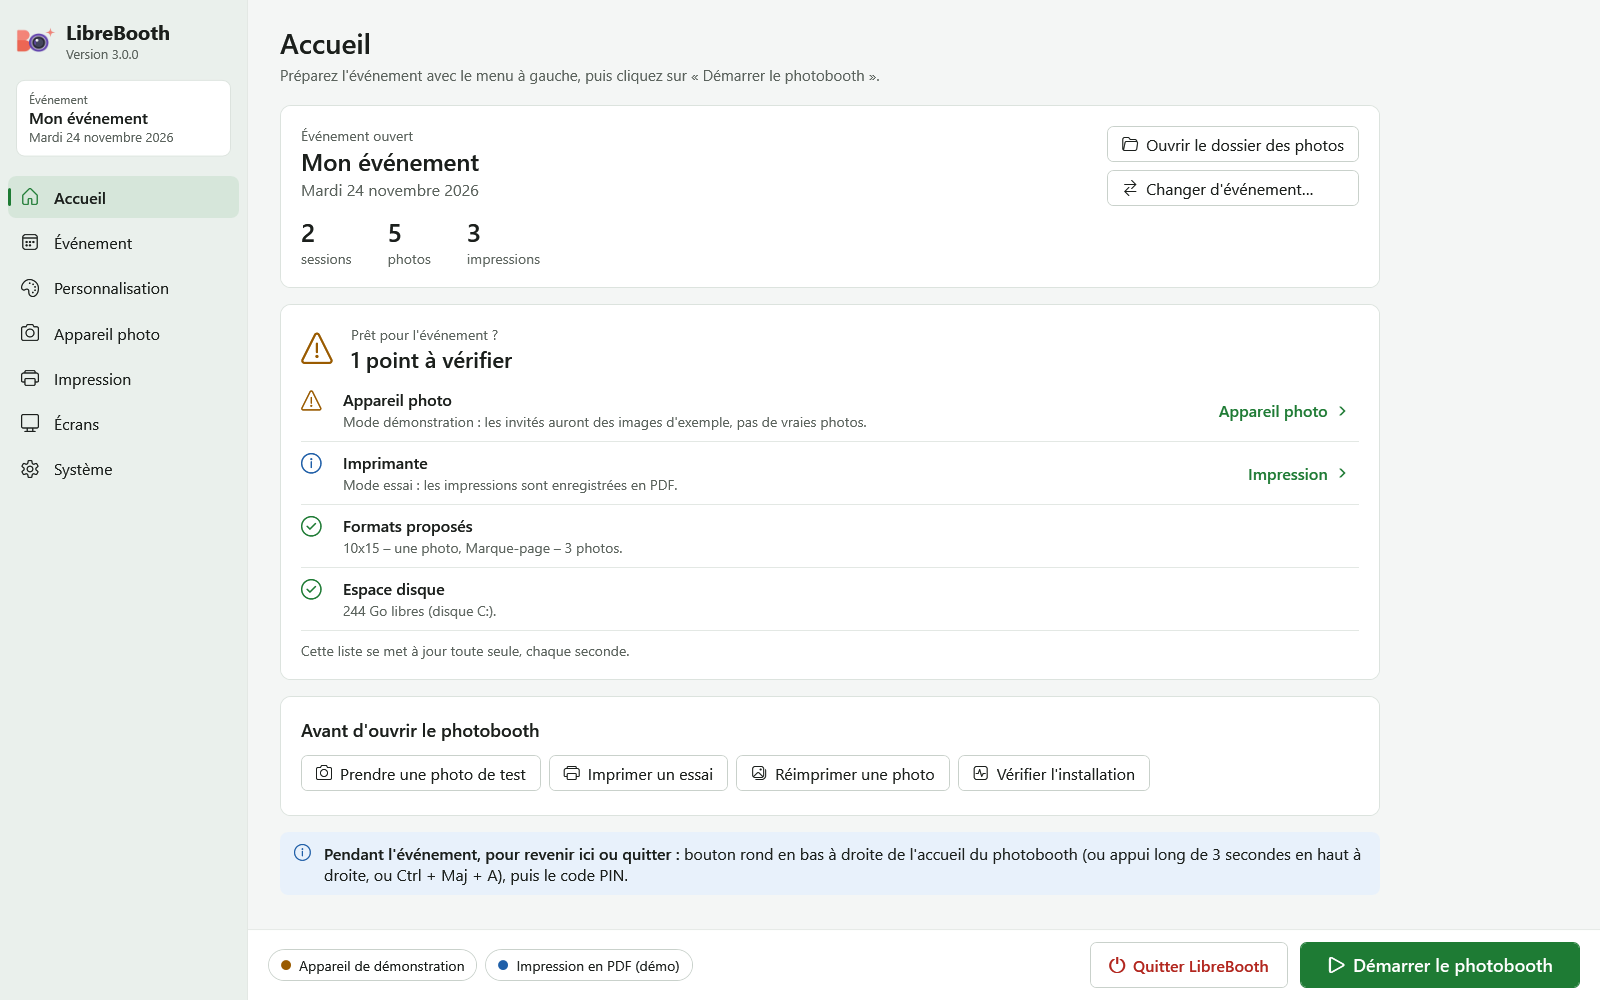 LibreBooth
Version 3.0.0
Événement
Mon événement
Mardi 24 novembre 2026
Accueil
Événement
Personnalisation
Appareil photo
Impression
Écrans
Système
Accueil
Préparez l'événement avec le menu à gauche, puis cliquez sur « Démarrer le photobooth ».
Événement ouvert
Mon événement
Mardi 24 novembre 2026
2
sessions
5
photos
3
impressions
Ouvrir le dossier des photos
Changer d'événement...
Prêt pour l'événement ?
1 point à vérifier
Appareil photo
Mode démonstration : les invités auront des images d'exemple, pas de vraies photos.
Appareil photo
Imprimante
Mode essai : les impressions sont enregistrées en PDF.
Impression
Formats proposés
10x15 – une photo, Marque-page – 3 photos.
Espace disque
244 Go libres (disque C:).
Cette liste se met à jour toute seule, chaque seconde.
Avant d'ouvrir le photobooth
Prendre une photo de test
Imprimer un essai
Réimprimer une photo
Vérifier l'installation
Pendant l'événement, pour revenir ici ou quitter : bouton rond en bas à droite de l'accueil du photobooth (ou appui long de 3 secondes en haut à
droite, ou Ctrl + Maj + A), puis le code PIN.
Appareil de démonstration
Impression en PDF (démo)
Quitter LibreBooth
Démarrer le photobooth